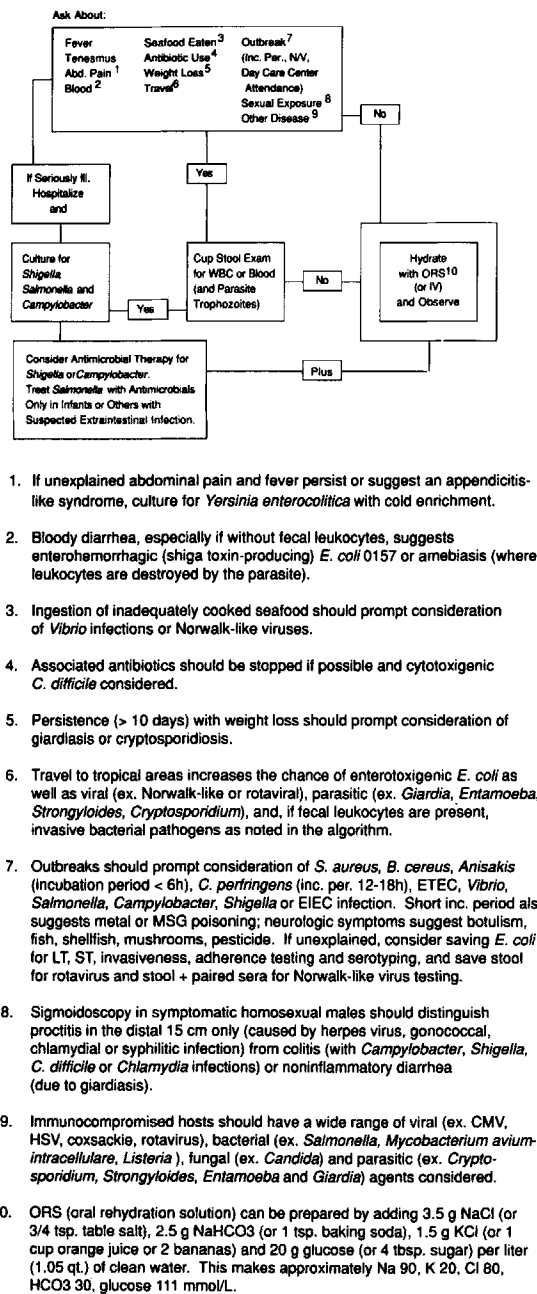 Ask About:
Fever
Tenesmus
Abd. Pain 1
Blood 2
Seafood Eaten 3
Antibiotic Use 4
Weight Loss 5
Travel 6
Outbreak 7
(Inc. Per., N/V,
Day Care Center
Attendance)
Sexual Exposure 8
Other Disease 9
No
Yes
If Seriously Ill.
Hospitalize
and
Culture for
Shigella
Salmonella and
Campylobacter
Yes
Cup Stool Exam
for WBC or Blood
(and Parasite
Trophozoites)
No
Hydrate
with ORS10
(or IV)
and Observe
Consider Antimicrobial Therapy for
Shigella or Campylobacter.
Treat Salmonella with Antimicrobials
Only in Infants or Others with
Suspected Extraintestinal Infection.
Plus
1. If unexplained abdominal pain and fever persist or suggest an appendicitis-
like syndrome, culture for Yersinia enterocolitica with cold enrichment.
2. Bloody diarrhea, especially if without fecal leukocytes, suggests
enterohemorrhagic (shiga toxin-producing) E. coli 0157 or amebiasis (where
leukocytes are destroyed by the parasite).
3. Ingestion of inadequately cooked seafood should prompt consideration
of Vibrio infections or Norwalk-like viruses.
4. Associated antibiotics should be stopped if possible and cytotoxigenic
C. difficile considered.
5. Persistence (> 10 days) with weight loss should prompt consideration of
giardiasis or cryptosporidiosis.
6. Travel to tropical areas increases the chance of enterotoxigenic E. coli as
well as viral (ex. Norwalk-like or rotaviral), parasitic (ex. Giardia, Entamoeba,
Strongyloides, Cryptosporidium), and, if fecal leukocytes are present,
invasive bacterial pathogens as noted in the algorithm.
7. Outbreaks should prompt consideration of S. aureus, B. cereus, Anisakis
(incubation period < 6h), C. perfringens (inc. per. 12-18h), ETEC, Vibrio,
Salmonella, Campylobacter, Shigella or EIEC infection. Short inc. period als
suggests metal or MSG poisoning; neurologic symptoms suggest botulism,
fish, shellfish, mushrooms, pesticide. If unexplained, consider saving E. coli
for LT, ST, invasiveness, adherence testing and serotyping, and save stool
for rotavirus and stool + paired sera for Norwalk-like virus testing.
8. Sigmoidoscopy in symptomatic homosexual males should distinguish
proctitis in the distal 15 cm only (caused by herpes virus, gonococcal,
chlamydial or syphilitic infection) from colitis (with Campylobacter, Shigella,
C. difficile or Chlamydia infections) or noninflammatory diarrhea
(due to giardiasis).
9. Immunocompromised hosts should have a wide range of viral (ex. CMV,
HSV, coxsackie, rotavirus), bacterial (ex. Salmonella, Mycobacterium avium-
intracellulare, Listeria ), fungal (ex. Candida) and parasitic (ex. Crypto-
sporidium, Strongyloides, Entamoeba and Giardia) agents considered.
0. ORS (oral rehydration solution) can be prepared by adding 3.5 g NaCl (or
3/4 tsp. table salt), 2.5 g NaHCO3 (or 1 tsp. baking soda), 1.5 g KCl (or 1
cup orange juice or 2 bananas) and 20 g glucose (or 4 tbsp. sugar) per liter
(1.05 qt.) of clean water. This makes approximately Na 90, K 20, Cl 80,
HCO3 30, glucose 111 mmol/L.